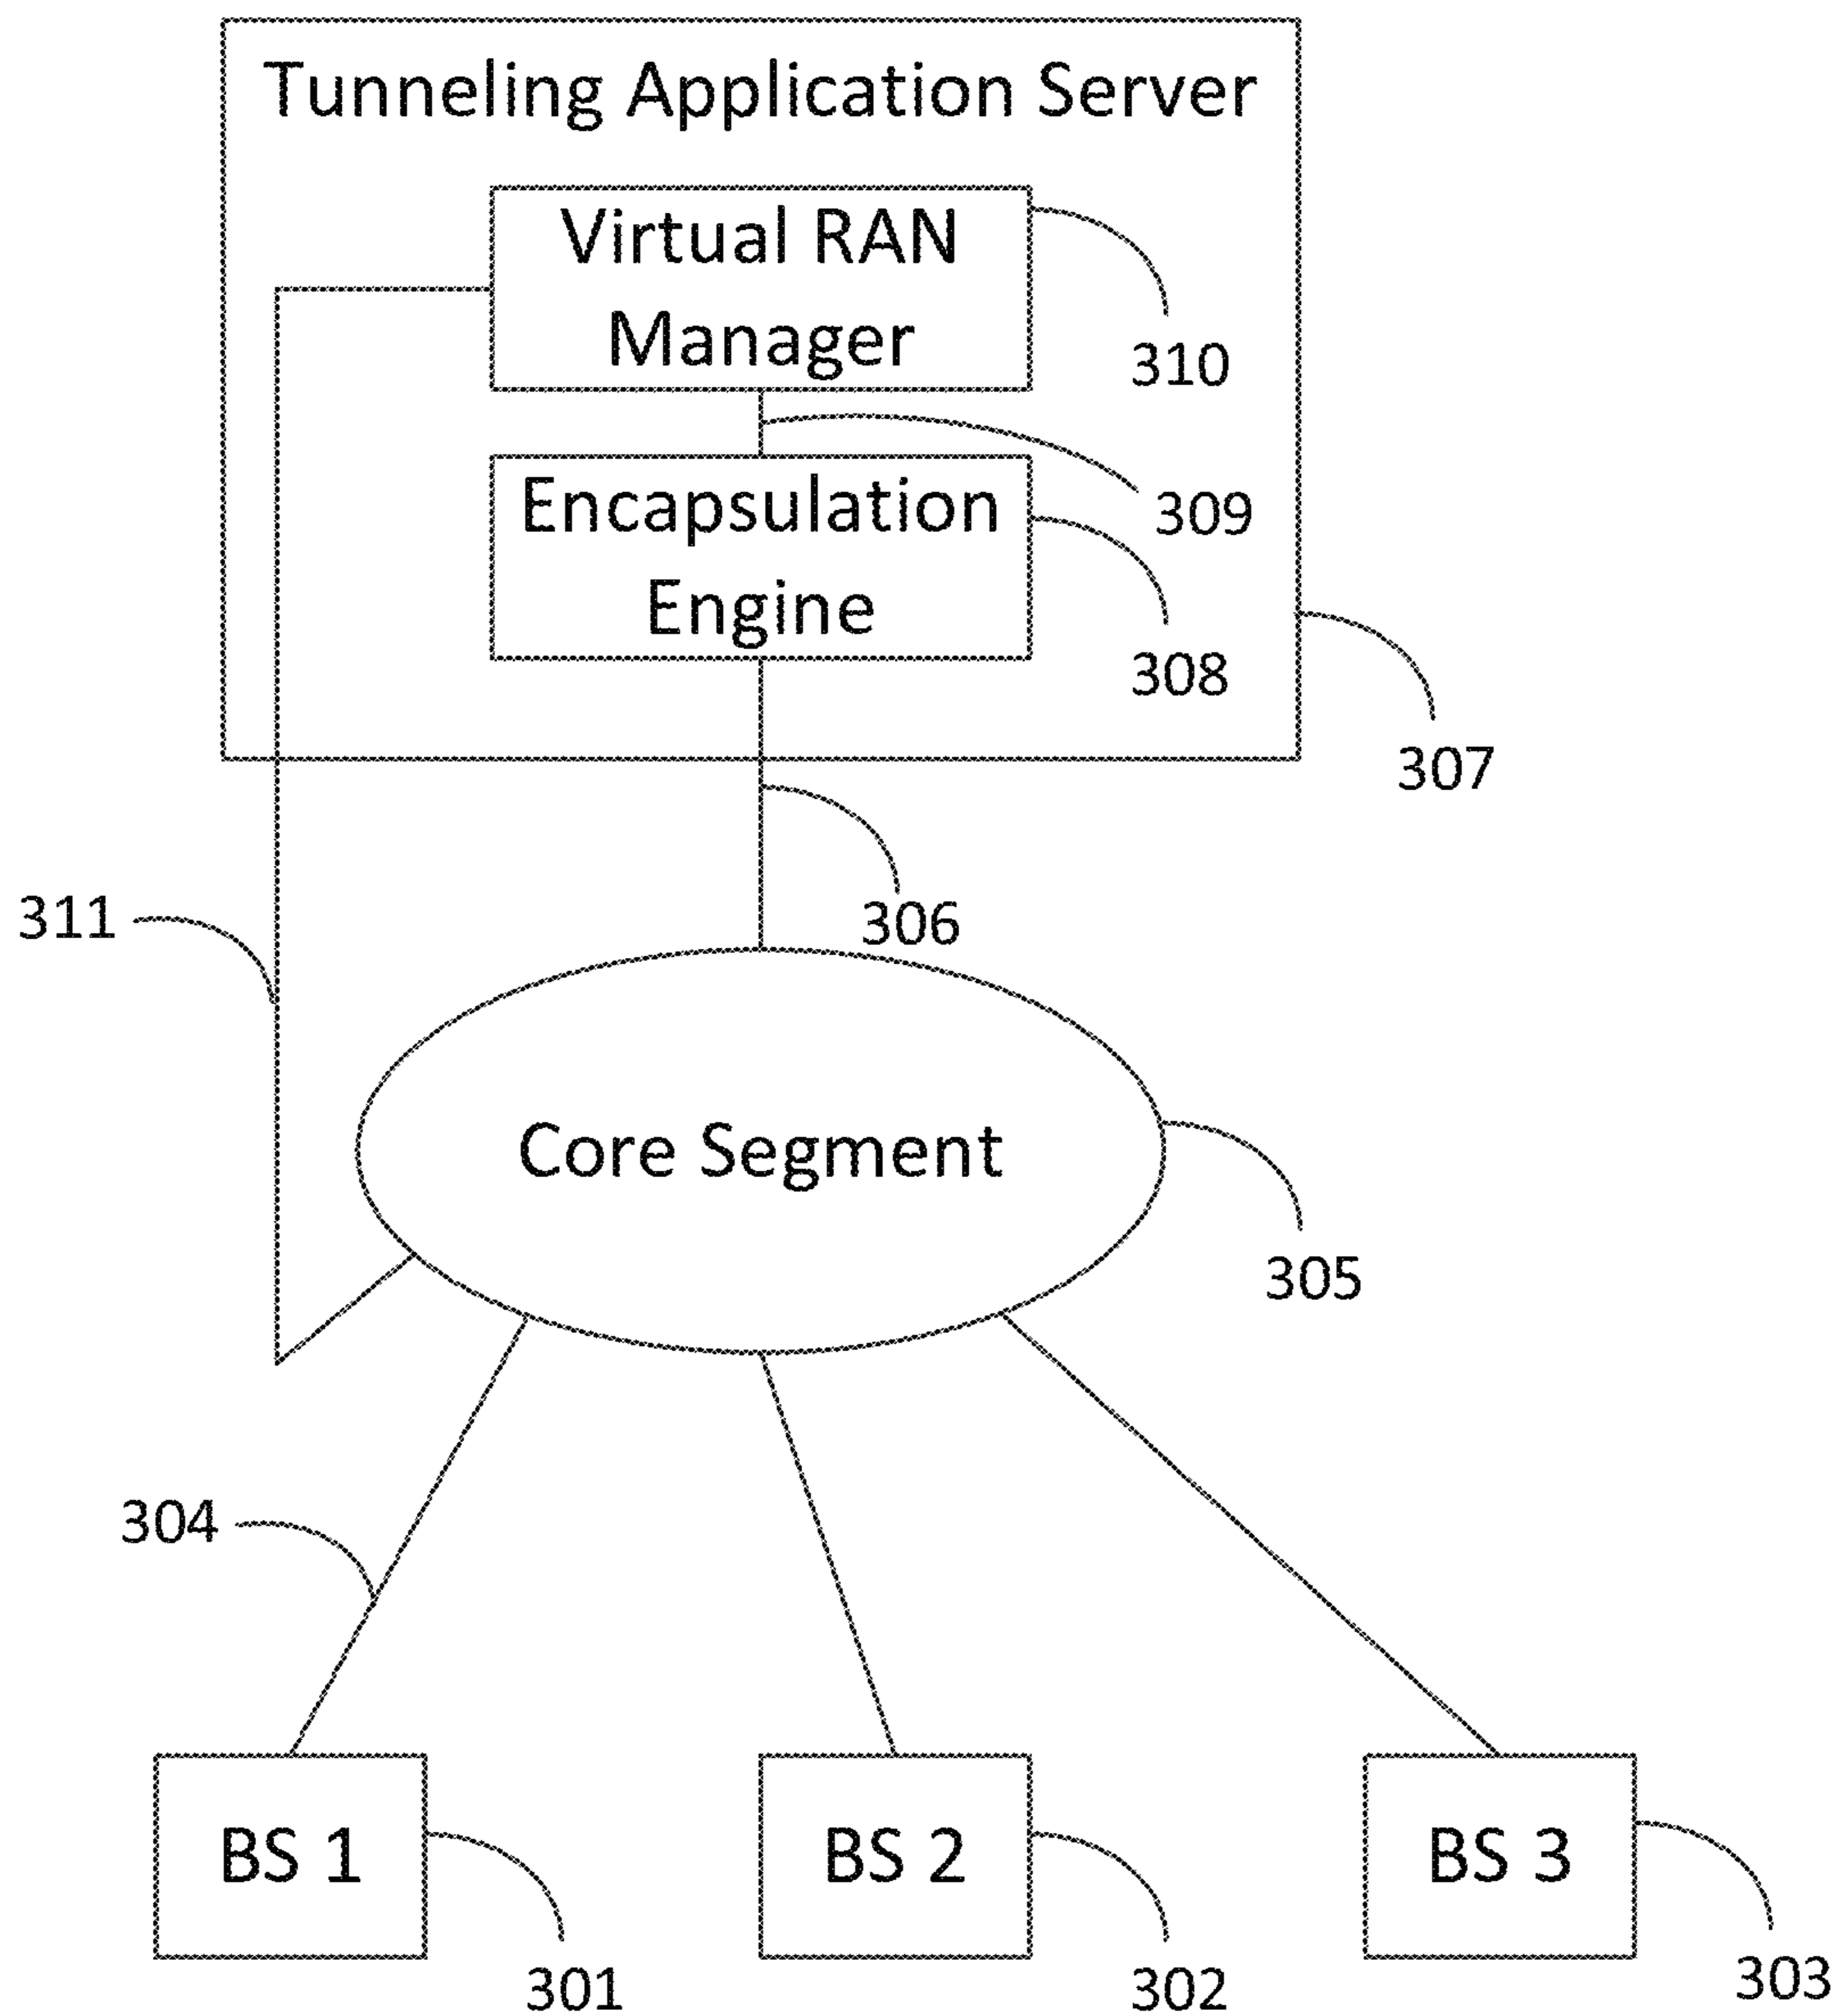 Tunneling Application Server
Virtual RAN
Manager
310
Encapsulation
Engine
309
308
307
306
311
Core Segment
305
304
BS 1
BS 2
BS 3
301
302
303